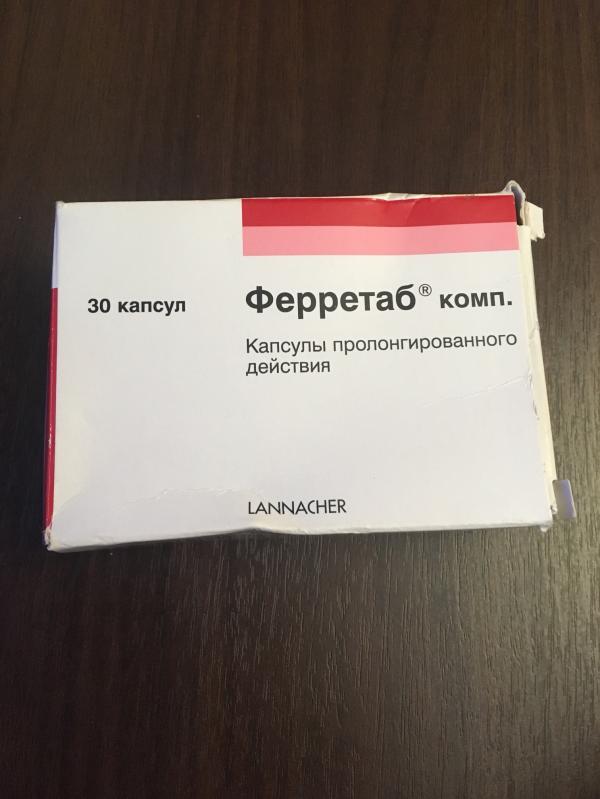 30 капсул
Ферретаб® комп.
Капсулы пролонгированного
действия
LANNACHER